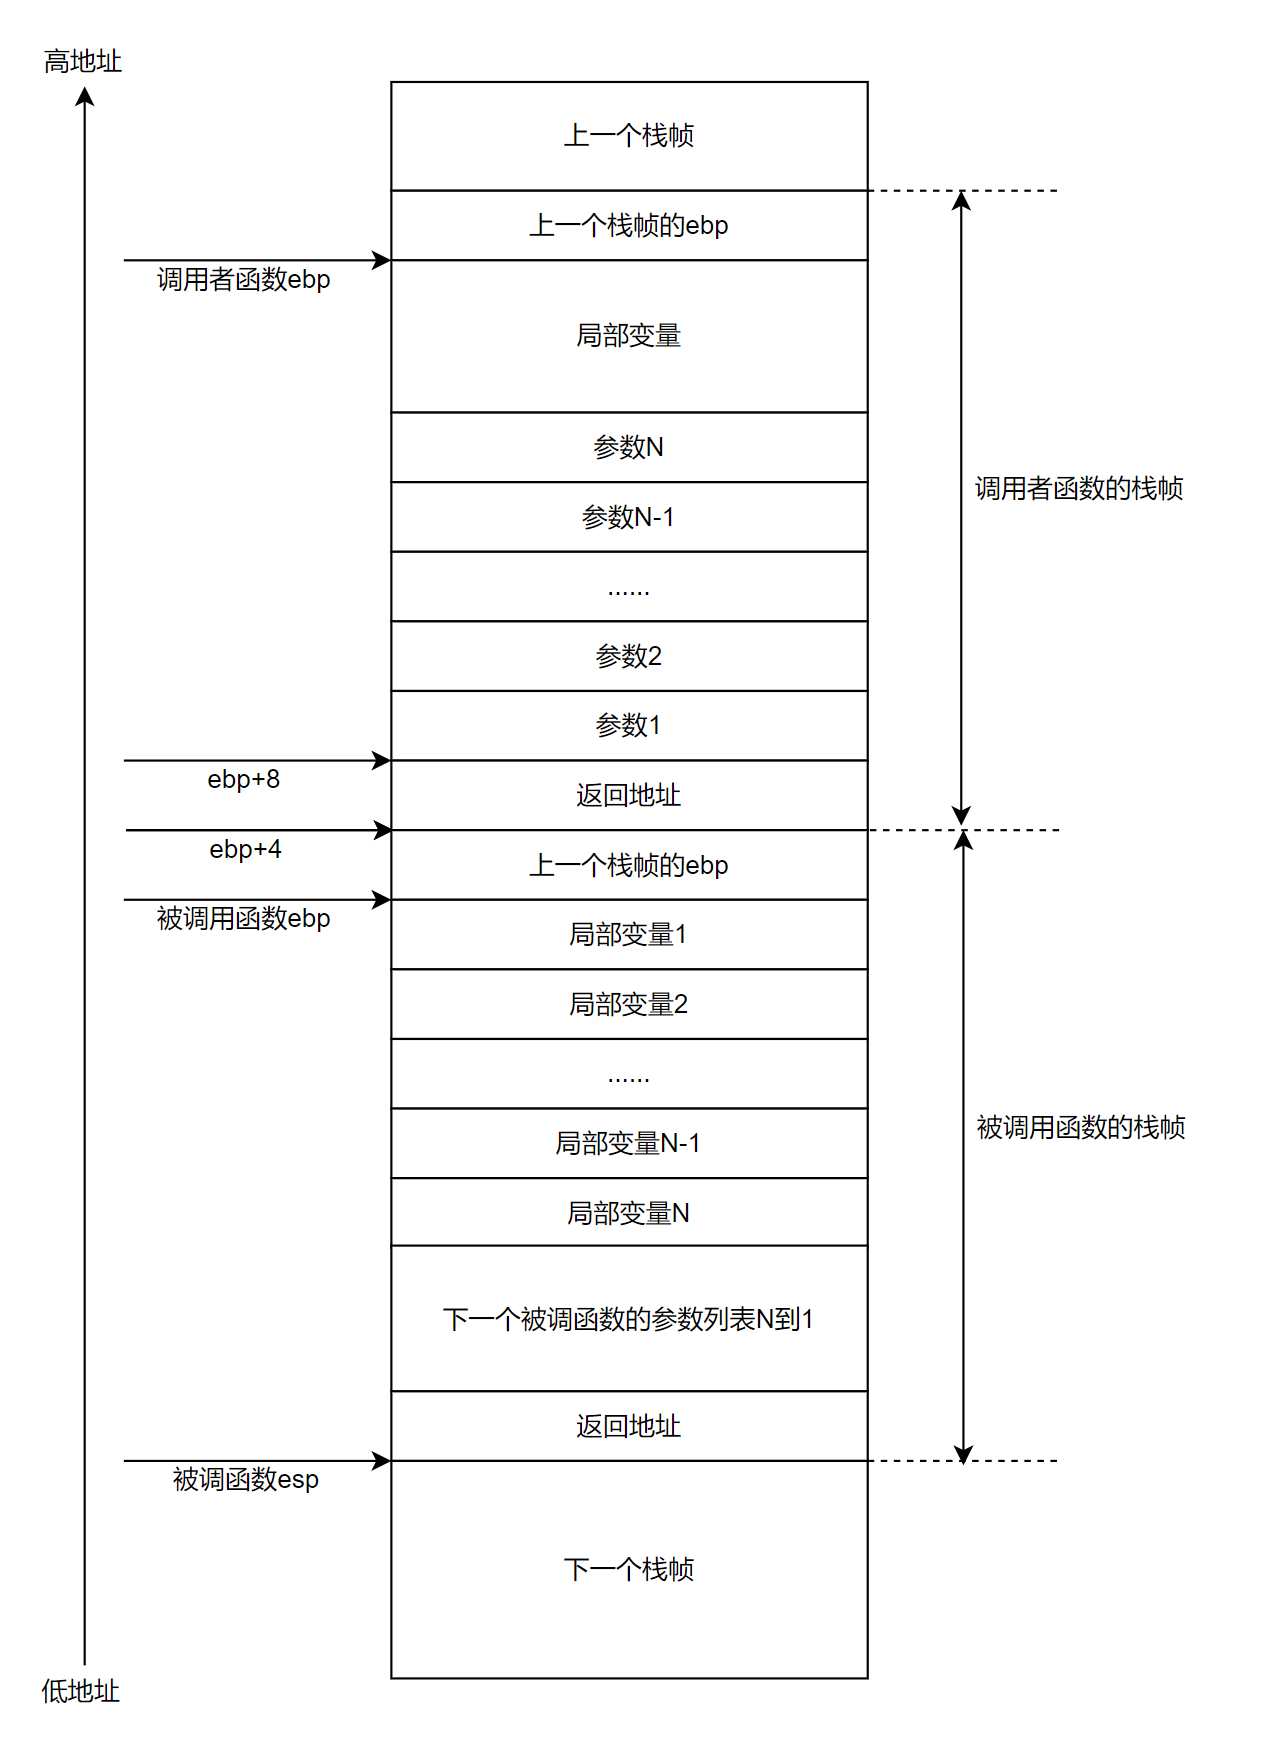 高地址
上一个栈帧
上一个栈帧的ebp
调用者函数ebp
局部变量
参数N
参数N-1
调用者函数的栈帧
......
参数2
参数1
ebp+8
返回地址
ebp+4
上一个栈帧的ebp
被调用函数ebp
局部变量1
局部变量2
......
被调用函数的栈帧
局部变量N-1
局部变量N
下一个被调函数的参数列表N到1
返回地址
被调函数esp
下一个栈帧
低地址